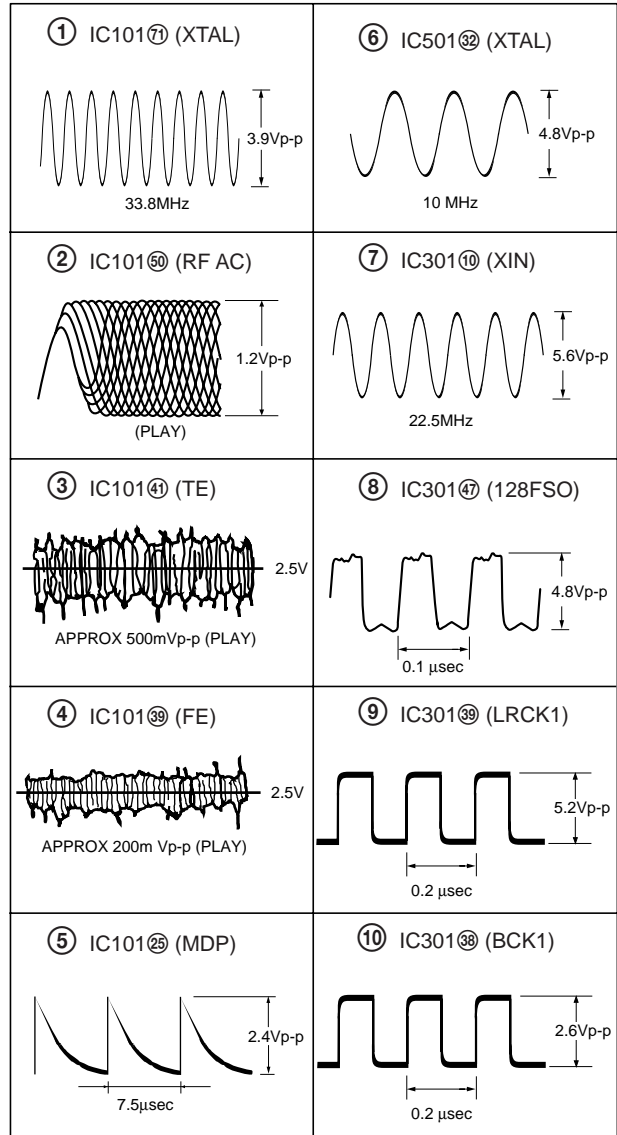 ① IC101㉛ (XTAL)
3.9Vp-p
33.8MHz
② IC101㊿ (RF AC)
1.2Vp-p
(PLAY)
③ IC101㊶ (TE)
2.5V
APPROX 500mVp-p (PLAY)
④ IC101㊴ (FE)
2.5V
APPROX 200m Vp-p (PLAY)
⑤ IC101㉕ (MDP)
2.4Vp-p
7.5µsec
⑥ IC501㉜ (XTAL)
4.8Vp-p
10 MHz
⑦ IC301⑩ (XIN)
5.6Vp-p
22.5MHz
⑧ IC301㊼ (128FSO)
4.8Vp-p
0.1 µsec
⑨ IC301㊴ (LRCK1)
5.2Vp-p
0.2 µsec
⑩ IC301㊳ (BCK1)
2.6Vp-p
0.2 µsec